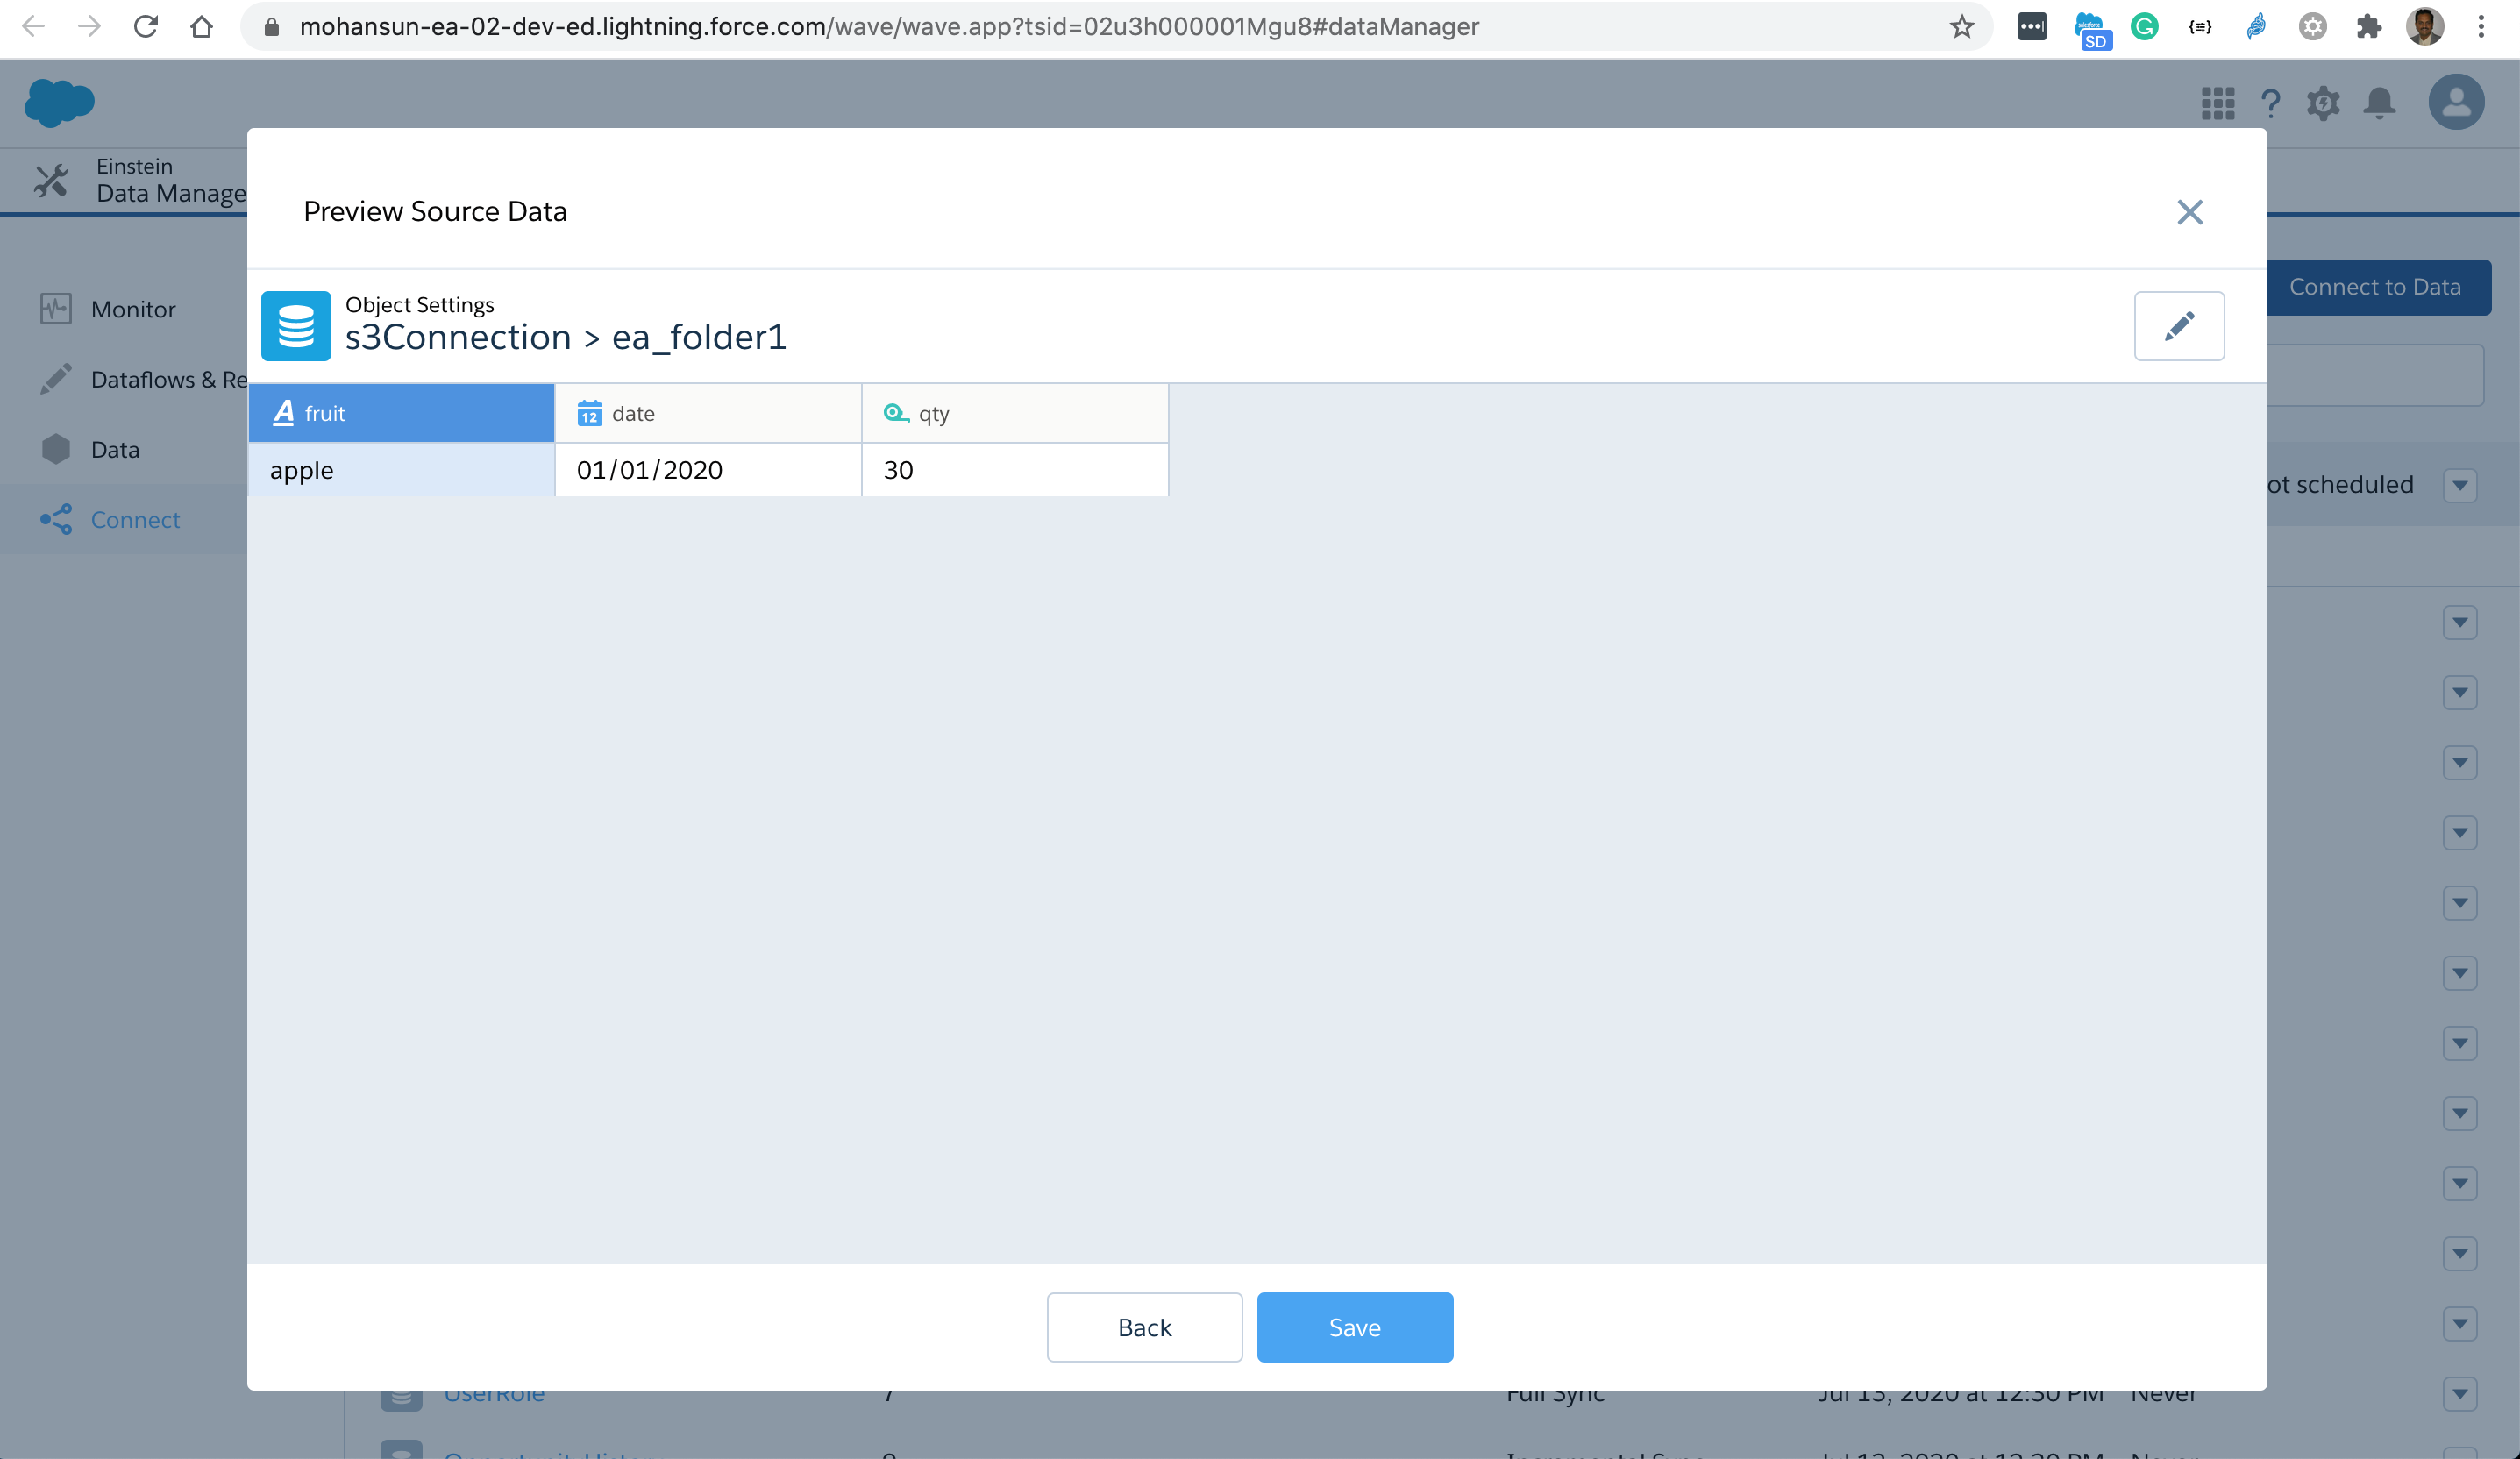 mohansun-ea-02-dev-ed.lightning.force.com/wave/wave.app?tsid=02u3h000001Mgu8#dataManager
SD
Einstein
Data Manage
Preview Source Data
Monitor
Dataflows & Re
Data
Connect
Object Settings
s3Connection > ea_folder1
Connect to Data
fruit
12
date
qty
apple
01/01/2020
30
ot scheduled
Back
Save
UserRole
7
Full Sync
Jul 13, 2020 at 12:30 PM
Never